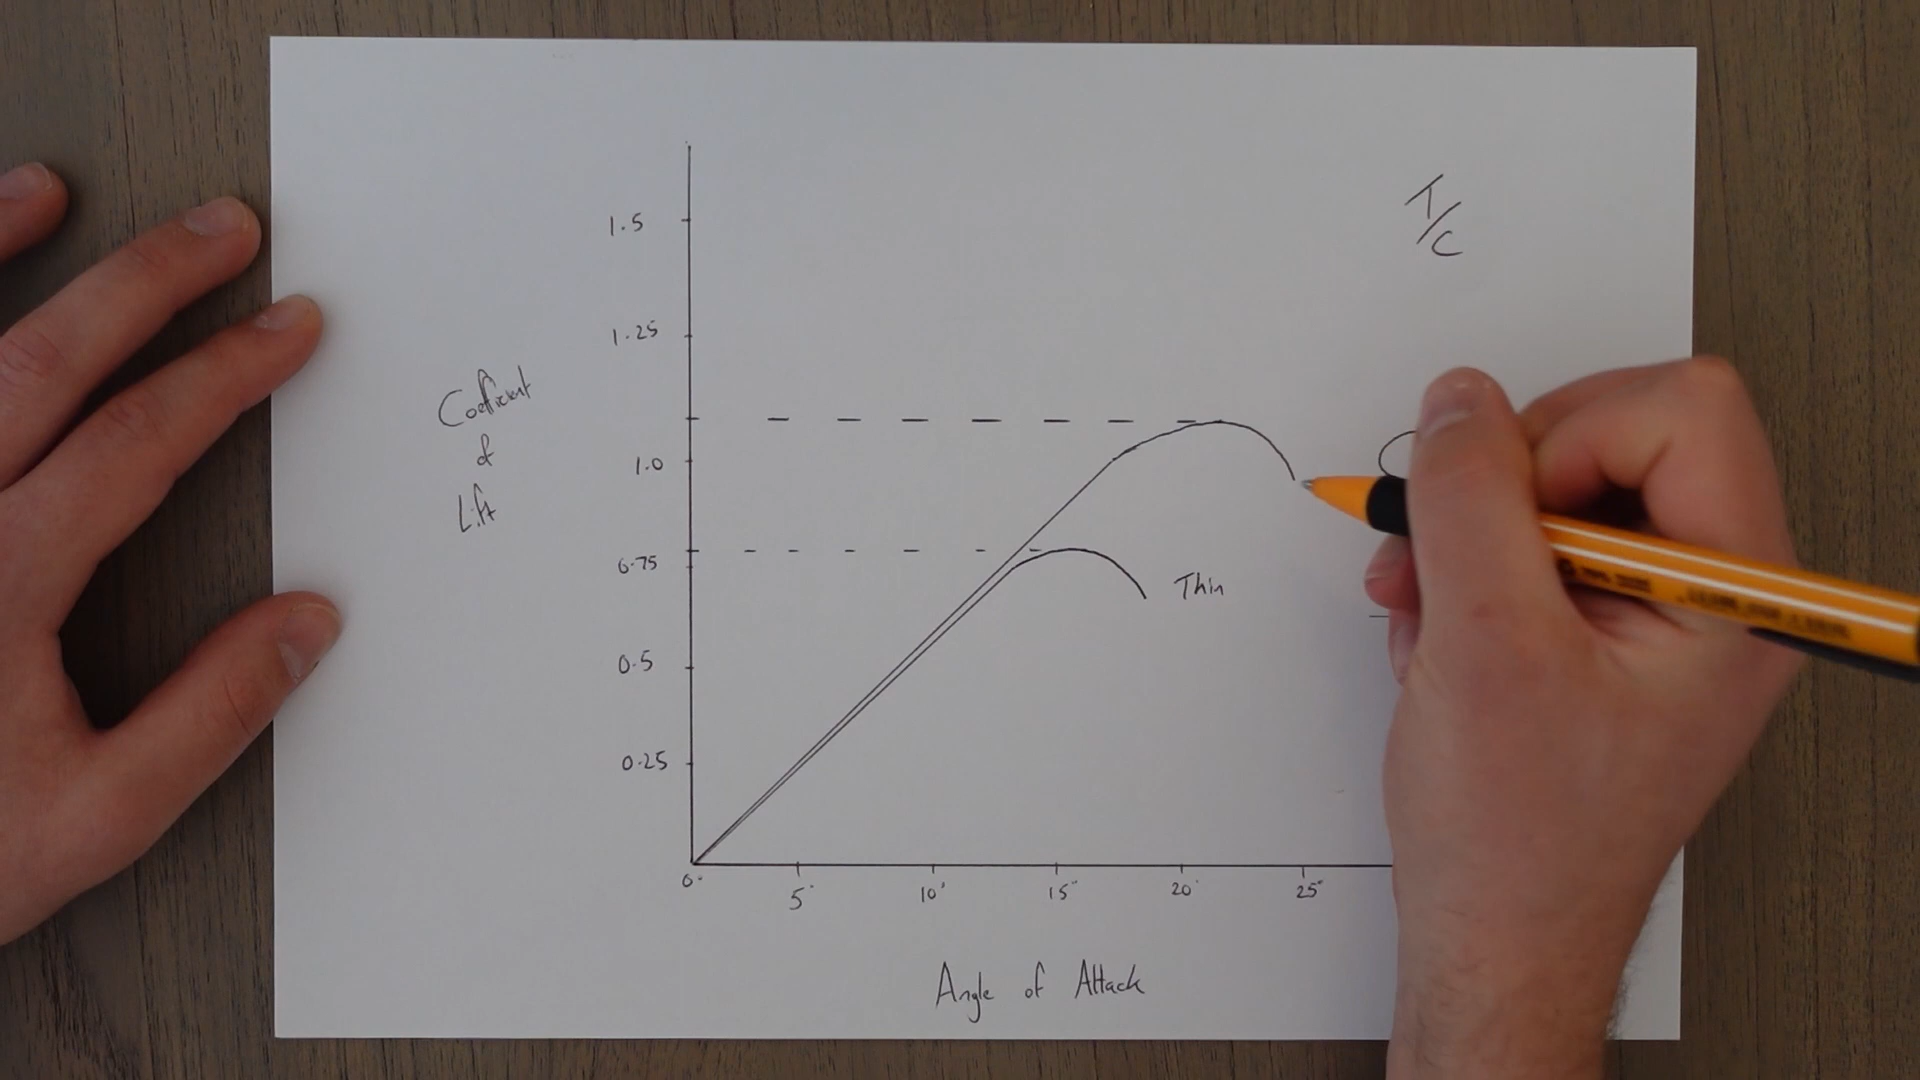 T/C
1.5
1.25
Coefficient
of
Lift
1.0
0.75
Thin
0.5
0.25
0° 5° 10° 15° 20° 25°
Angle of Attack